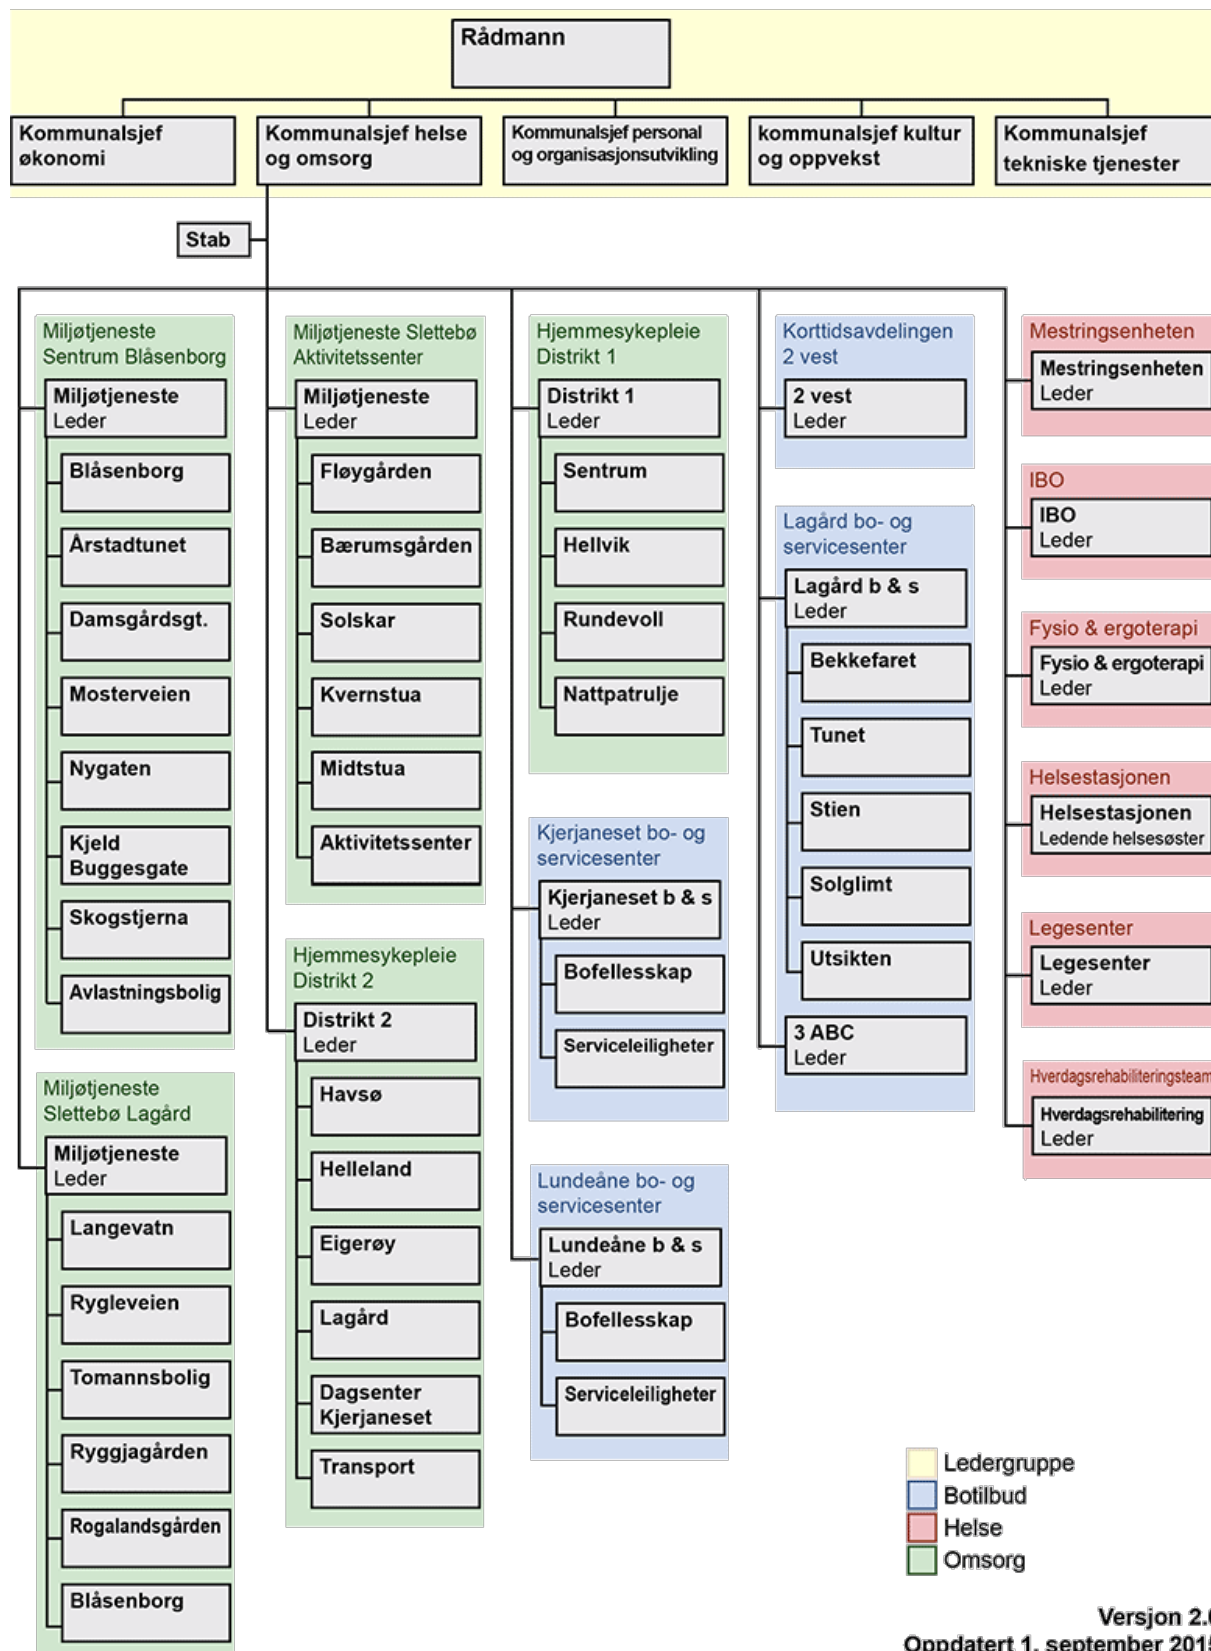 Rådmann
Kommunalsjef
økonomi
Kommunalsjef helse
og omsorg
Kommunalsjef personal
og organisasjonsutvikling
kommunalsjef kultur
og oppvekst
Kommunalsjef
tekniske tjenester
Stab
Miljøtjeneste
Sentrum Blåsenborg
Miljøtjeneste
Leder
Blåsenborg
Årstadtunet
Damsgårdsgt.
Mosterveien
Nygaten
Kjeld
Buggesgate
Skogstjerna
Avlastningsbolig
Miljøtjeneste
Slettebø Lagård
Miljøtjeneste
Leder
Langevatn
Rygleveien
Tomannsbolig
Ryggjagården
Rogalandsgården
Blåsenborg
Miljøtjeneste Slettebø
Aktivitetssenter
Miljøtjeneste
Leder
Fløygården
Bærumsgården
Solskar
Kvernstua
Midtstua
Aktivitetssenter
Hjemmesykepleie
Distrikt 2
Distrikt 2
Leder
Havsø
Helleland
Eigerøy
Lagård
Dagsenter
Kjerjaneset
Transport
Hjemmesykepleie
Distrikt 1
Distrikt 1
Leder
Sentrum
Hellvik
Rundevoll
Nattpatrulje
Kjerjaneset bo- og
servicesenter
Kjerjaneset b & s
Leder
Bofellesskap
Serviceleiligheter
Lundeåne bo- og
servicesenter
Lundeåne b & s
Leder
Bofellesskap
Serviceleiligheter
Korttidsavdelingen
2 vest
2 vest
Leder
Lagård bo- og
servicesenter
Lagård b & s
Leder
Bekkefaret
Tunet
Stien
Solglimt
Utsikten
3 ABC
Leder
Mestringsenheten
Mestringsenheten
Leder
IBO
IBO
Leder
Fysio & ergoterapi
Fysio & ergoterapi
Leder
Helsestasjonen
Helsestasjonen
Ledende helsesøster
Legesenter
Legesenter
Leder
Hverdagsrehabiliteringsteam
Hverdagsrehabilitering
Leder
Ledergruppe
Botilbud
Helse
Omsorg
Versjon 2.
Oppdatert 1. september